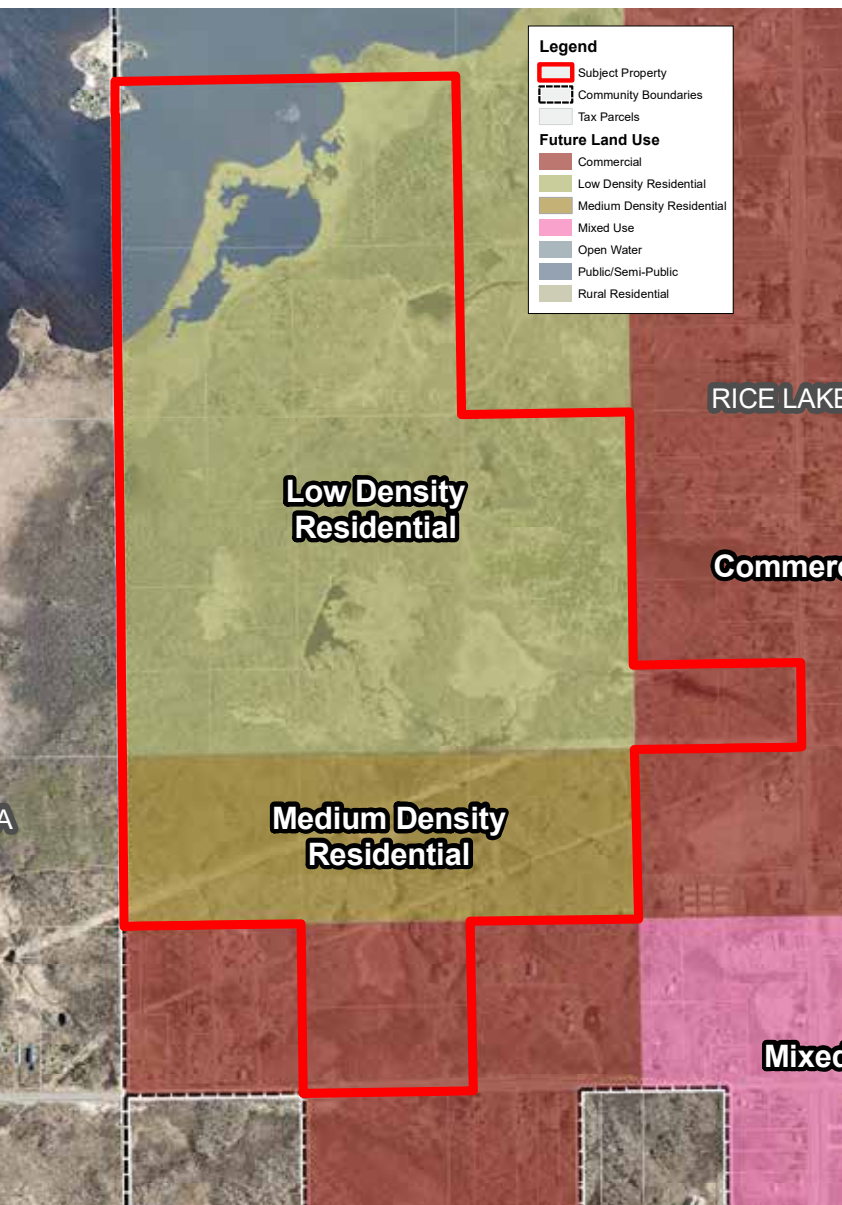 Legend
Subject Property
Community Boundaries
Tax Parcels
Future Land Use
Commercial
Low Density Residential
Medium Density Residential
Mixed Use
Open Water
Public/Semi-Public
Rural Residential
RICE LAKE
Low Density
Residential
Commerc
Medium Density
Residential
A
Mixed